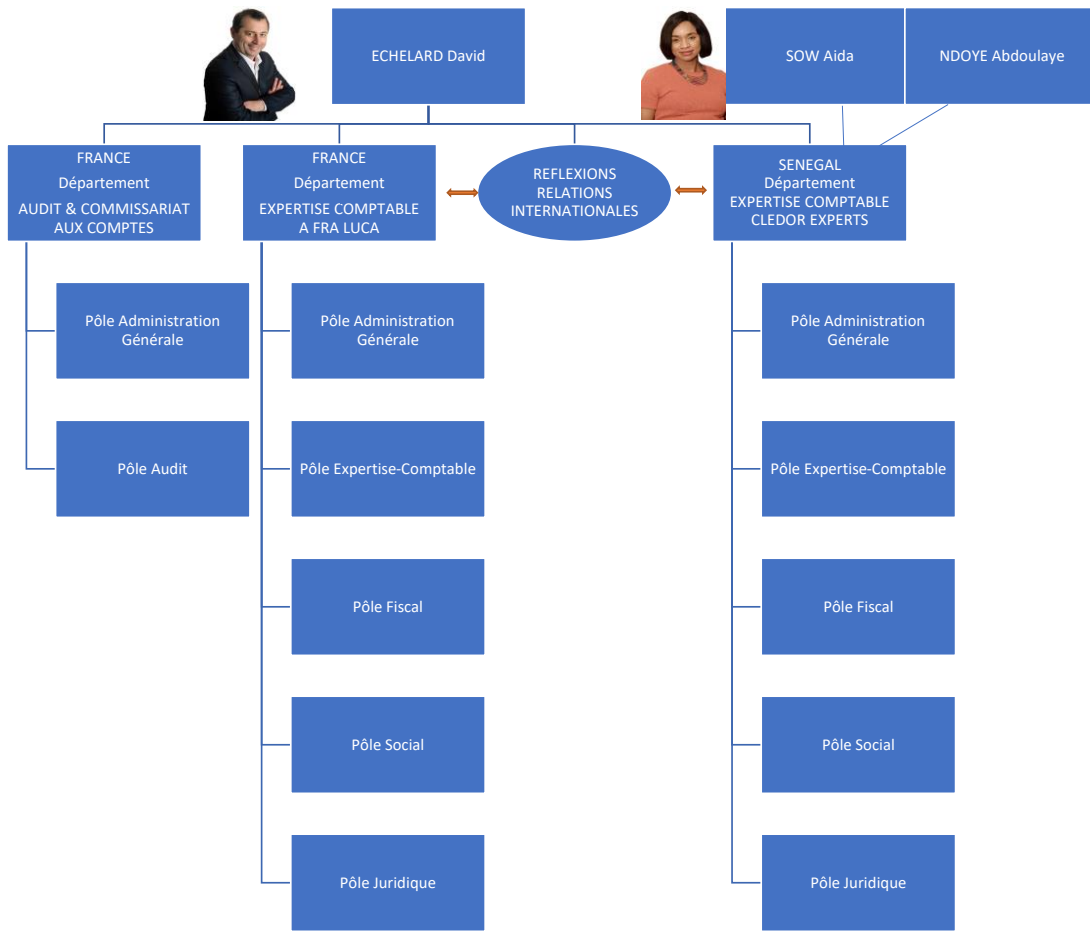 ECHELARD David
SOW Aida
NDOYE Abdoulaye
FRANCE
Département
AUDIT & COMMISSARIAT
AUX COMPTES
FRANCE
Département
EXPERTISE COMPTABLE
A FRA LUCA
REFLEXIONS
RELATIONS
INTERNATIONALES
SENEGAL
Département
EXPERTISE COMPTABLE
CLEDOR EXPERTS
Pôle Administration
Générale
Pôle Administration
Générale
Pôle Administration
Générale
Pôle Audit
Pôle Expertise-Comptable
Pôle Expertise-Comptable
Pôle Fiscal
Pôle Fiscal
Pôle Social
Pôle Social
Pôle Juridique
Pôle Juridique